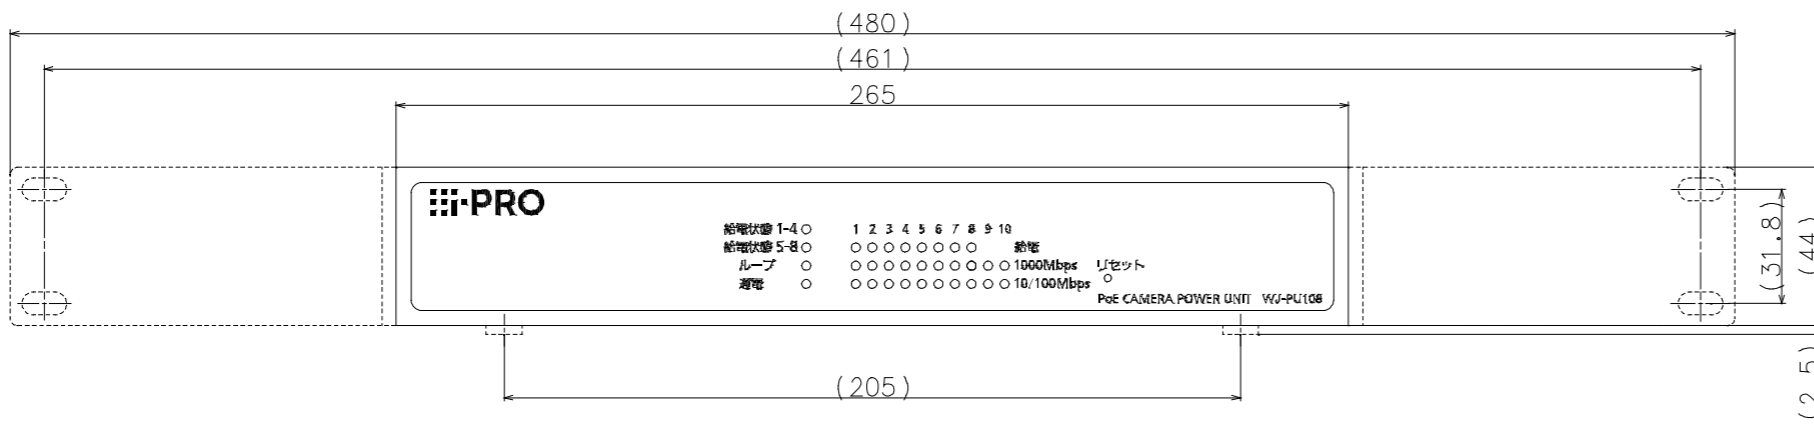 (480)
(461)
265
i-PRO
給電状態 1-4 1 2 3 4 5 6 7 8 9 10
給電状態 5-8 給電
ループ 1000Mbps リセット
通電 10/100Mbps
PoE CAMERA POWER UNIT WJ-PU108
(31.8)
(44)
(205)
(2.5)